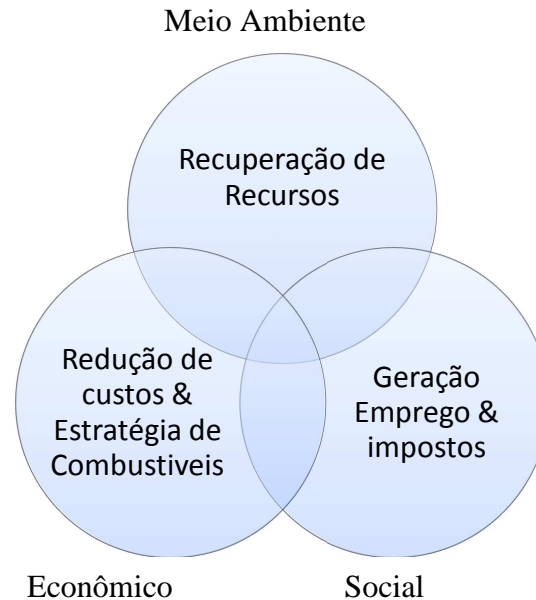 Meio Ambiente
Recuperação de
Recursos
Redução de
custos &
Estratégia de
Combustiveis
Geração
Emprego &
impostos
Econômico
Social